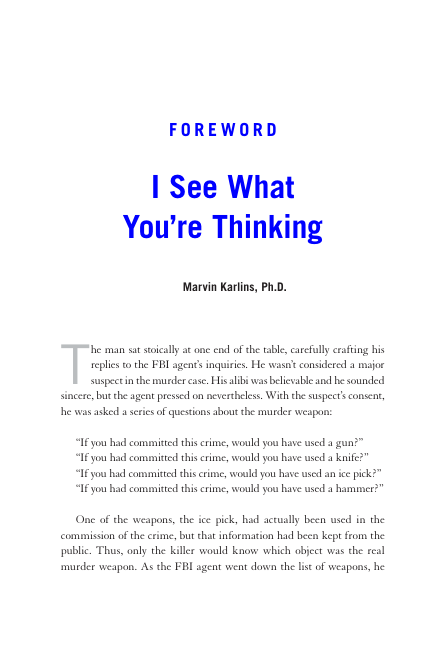 FOREWORD
I See What
You're Thinking
Marvin Karlins, Ph.D.
The man sat stoically at one end of the table, carefully crafting his
replies to the FBI agent's inquiries. He wasn't considered a major
suspect in the murder case. His alibi was believable and he sounded
sincere, but the agent pressed on nevertheless. With the suspect's consent,
he was asked a series of questions about the murder weapon:
“If you had committed this crime, would you have used a gun?”
“If you had committed this crime, would you have used a knife?”
“If you had committed this crime, would you have used an ice pick?”
“If you had committed this crime, would you have used a hammer?”
One of the weapons, the ice pick, had actually been used in the
commission of the crime, but that information had been kept from the
public. Thus, only the killer would know which object was the real
murder weapon. As the FBI agent went down the list of weapons, he